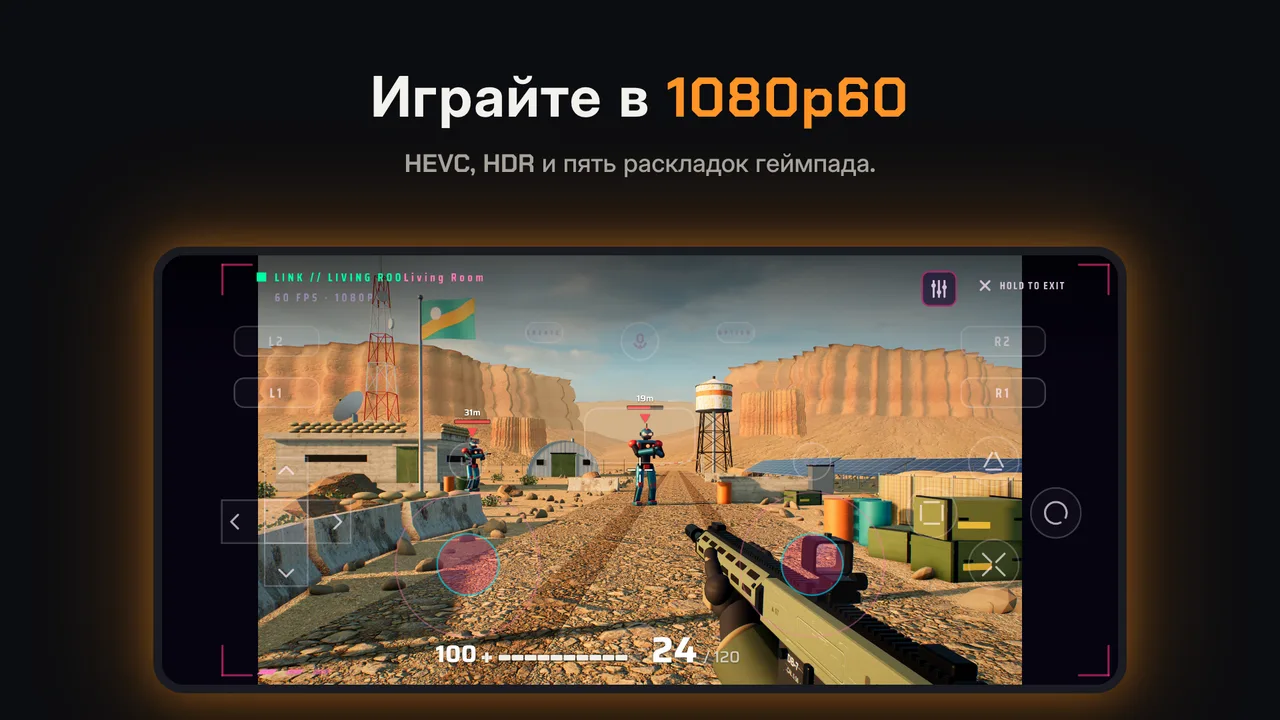 Играйте в 1080p60
HEVC, HDR и пять раскладок геймпада.
LINK // LIVING ROOLiving Room
60 FPS · 1080P
HOLD TO EXIT
L2
R2
L1
R1
31m
19m
100 +
24 / 120